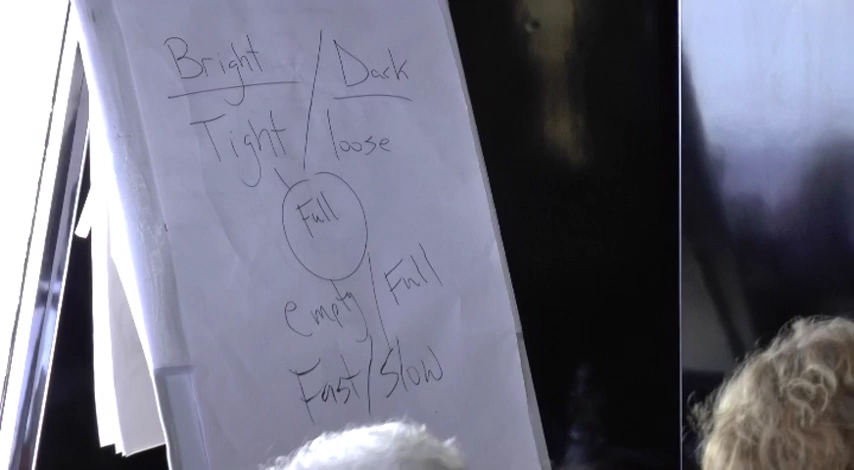 Bright / Dark
Tight / loose
Full
empty / Full
Fast / Slow